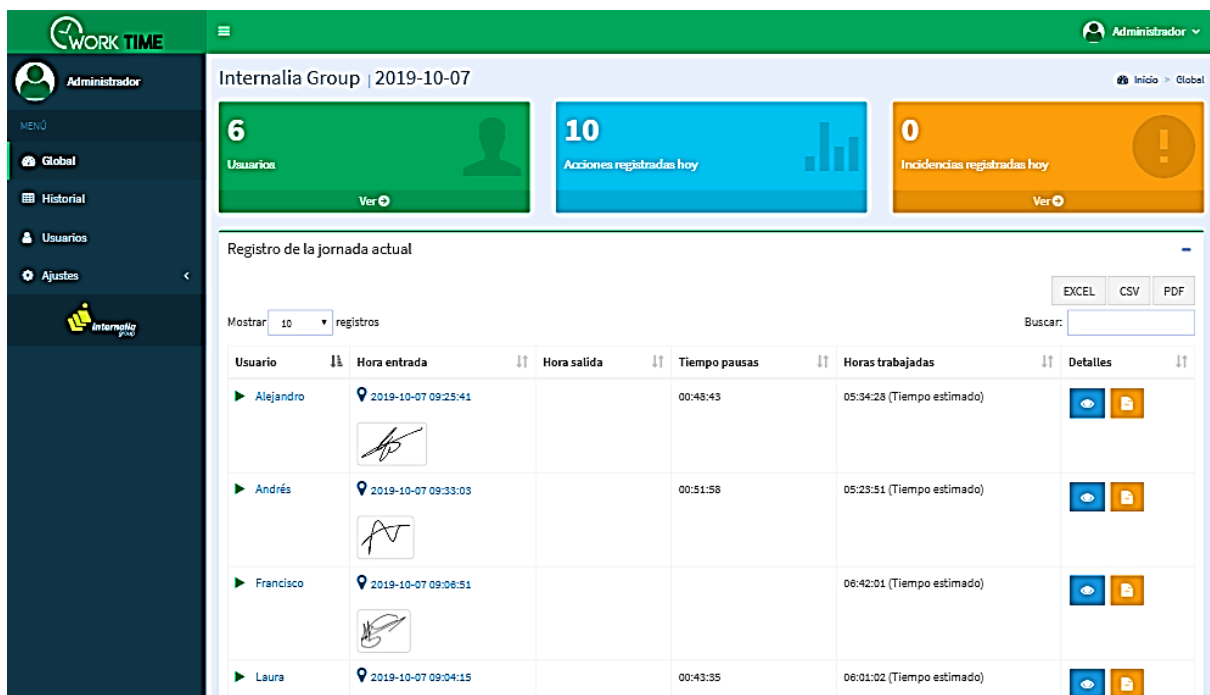 WORK TIME
Administrador
Administrador
MENÚ
Global
Historial
Usuarios
Ajustes
internalia
group
Internalia Group | 2019-10-07
Inicio > Global
6
Usuarios
Ver
10
Acciones registradas hoy
0
Incidencias registradas hoy
Ver
Registro de la jornada actual
EXCEL CSV PDF
Mostrar 10 registros
Buscar:
Usuario Hora entrada Hora salida Tiempo pausas Horas trabajadas Detalles
Alejandro 2019-10-07 09:25:41 00:48:43 05:34:28 (Tiempo estimado)
Andrés 2019-10-07 09:33:03 00:51:58 05:23:51 (Tiempo estimado)
Francisco 2019-10-07 09:06:51 06:42:01 (Tiempo estimado)
Laura 2019-10-07 09:04:15 00:43:35 06:01:02 (Tiempo estimado)